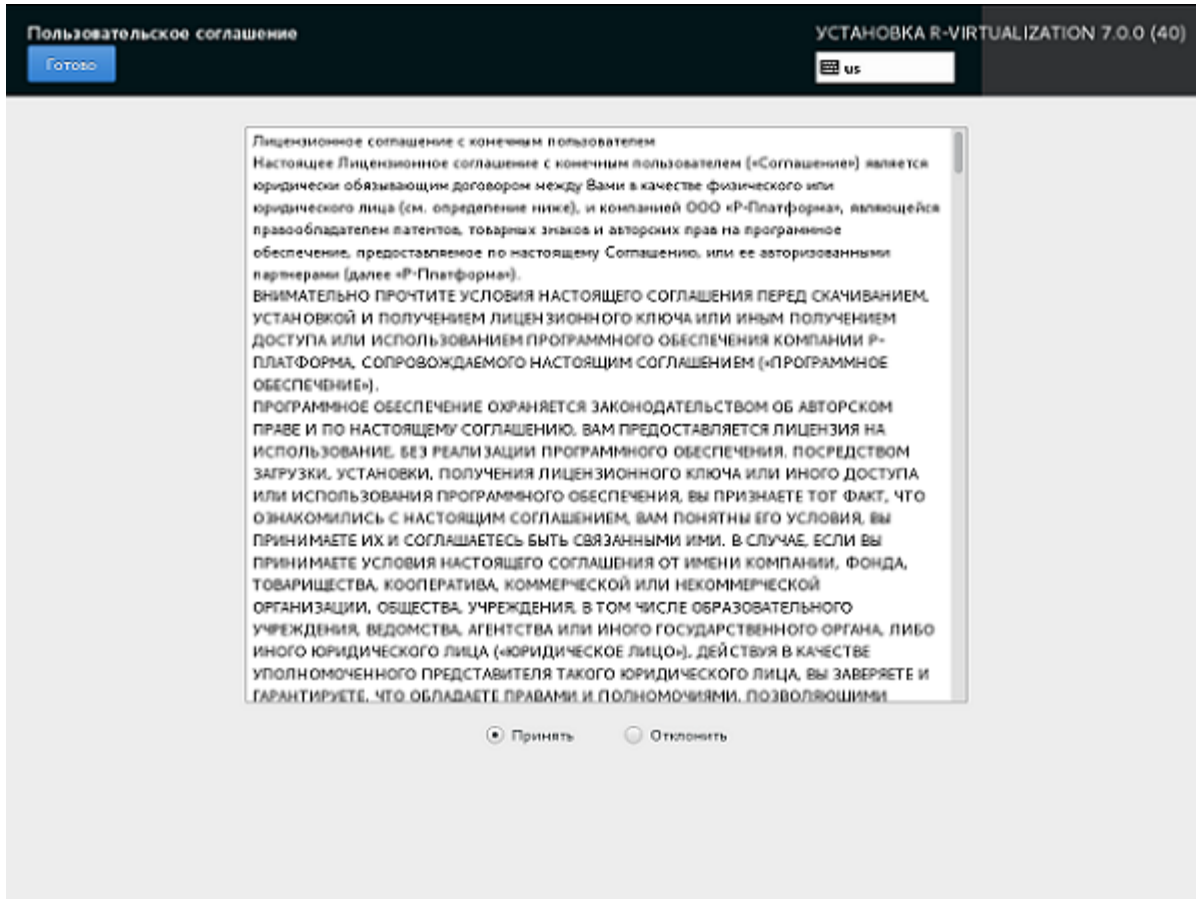 Пользовательское соглашение
УСТАНОВКА R-VIRTUALIZATION 7.0.0 (40)
Готово
us
Лицензионное соглашение с конечным пользователем
Настоящее Лицензионное соглашение с конечным пользователем («Соглашение») является
юридически обязывающим договором между Вами в качестве физического или
юридического лица (см. определение ниже), и компанией ООО «Р-Платформа», являющейся
правообладателем патентов, товарных знаков и авторских прав на программное
обеспечение, предоставляемое по настоящему Соглашению, или ее авторизованными
партнерами (далее «Р-Платформа»).
ВНИМАТЕЛЬНО ПРОЧТИТЕ УСЛОВИЯ НАСТОЯЩЕГО СОГЛАШЕНИЯ ПЕРЕД СКАЧИВАНИЕМ,
УСТАНОВКОЙ И ПОЛУЧЕНИЕМ ЛИЦЕНЗИОННОГО КЛЮЧА ИЛИ ИНЫМ ПОЛУЧЕНИЕМ
ДОСТУПА ИЛИ ИСПОЛЬЗОВАНИЕМ ПРОГРАММНОГО ОБЕСПЕЧЕНИЯ КОМПАНИИ Р-
ПЛАТФОРМА, СОПРОВОЖДАЕМОГО НАСТОЯЩИМ СОГЛАШЕНИЕМ («ПРОГРАММНОЕ
ОБЕСПЕЧЕНИЕ»).
ПРОГРАММНОЕ ОБЕСПЕЧЕНИЕ ОХРАНЯЕТСЯ ЗАКОНОДАТЕЛЬСТВОМ ОБ АВТОРСКОМ
ПРАВЕ И ПО НАСТОЯЩЕМУ СОГЛАШЕНИЮ, ВАМ ПРЕДОСТАВЛЯЕТСЯ ЛИЦЕНЗИЯ НА
ИСПОЛЬЗОВАНИЕ, БЕЗ РЕАЛИЗАЦИИ ПРОГРАММНОГО ОБЕСПЕЧЕНИЯ. ПОСРЕДСТВОМ
ЗАГРУЗКИ, УСТАНОВКИ, ПОЛУЧЕНИЯ ЛИЦЕНЗИОННОГО КЛЮЧА ИЛИ ИНОГО ДОСТУПА
ИЛИ ИСПОЛЬЗОВАНИЯ ПРОГРАММНОГО ОБЕСПЕЧЕНИЯ, ВЫ ПРИЗНАЕТЕ ТОТ ФАКТ, ЧТО
ОЗНАКОМИЛИСЬ С НАСТОЯЩИМ СОГЛАШЕНИЕМ, ВАМ ПОНЯТНЫ ЕГО УСЛОВИЯ, ВЫ
ПРИНИМАЕТЕ ИХ И СОГЛАШАЕТЕСЬ БЫТЬ СВЯЗАННЫМИ ИМИ. В СЛУЧАЕ, ЕСЛИ ВЫ
ПРИНИМАЕТЕ УСЛОВИЯ НАСТОЯЩЕГО СОГЛАШЕНИЯ ОТ ИМЕНИ КОМПАНИИ, ФОНДА,
ТОВАРИЩЕСТВА, КООПЕРАТИВА, КОММЕРЧЕСКОЙ ИЛИ НЕКОММЕРЧЕСКОЙ
ОРГАНИЗАЦИИ, ОБЩЕСТВА, УЧРЕЖДЕНИЯ, В ТОМ ЧИСЛЕ ОБРАЗОВАТЕЛЬНОГО
УЧРЕЖДЕНИЯ, ВЕДОМСТВА, АГЕНТСТВА ИЛИ ИНОГО ГОСУДАРСТВЕННОГО ОРГАНА, ЛИБО
ИНОГО ЮРИДИЧЕСКОГО ЛИЦА («ЮРИДИЧЕСКОЕ ЛИЦО»), ДЕЙСТВУЯ В КАЧЕСТВЕ
УПОЛНОМОЧЕННОГО ПРЕДСТАВИТЕЛЯ ТАКОГО ЮРИДИЧЕСКОГО ЛИЦА, ВЫ ЗАВЕРЯЕТЕ И
ГАРАНТИРУЕТЕ, ЧТО ОБЛАДАЕТЕ ПРАВАМИ И ПОЛНОМОЧИЯМИ, ПОЗВОЛЯЮЩИМИ
Принять
Отклонить